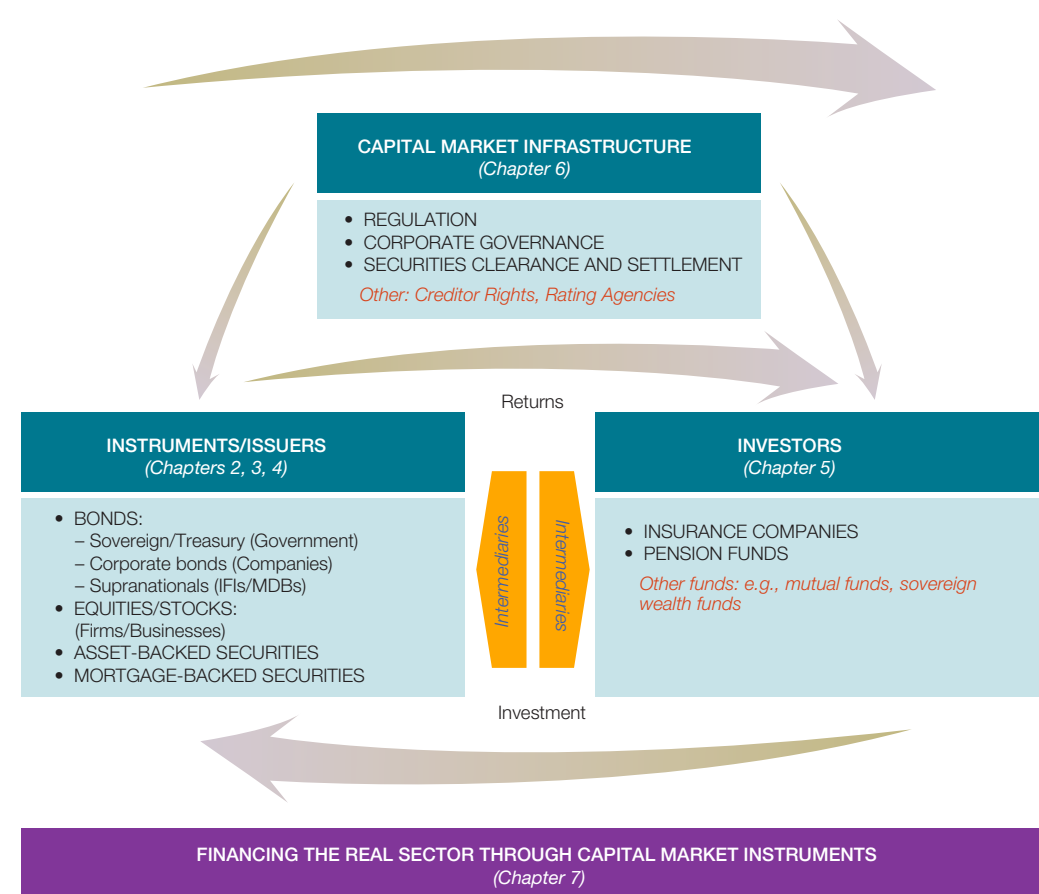 CAPITAL MARKET INFRASTRUCTURE
(Chapter 6)
• REGULATION
• CORPORATE GOVERNANCE
• SECURITIES CLEARANCE AND SETTLEMENT
Other: Creditor Rights, Rating Agencies
Returns
INSTRUMENTS/ISSUERS
(Chapters 2, 3, 4)
• BONDS:
– Sovereign/Treasury (Government)
– Corporate bonds (Companies)
– Supranationals (IFIs/MDBs)
• EQUITIES/STOCKS:
(Firms/Businesses)
• ASSET-BACKED SECURITIES
• MORTGAGE-BACKED SECURITIES
Intermediaries
Intermediaries
INVESTORS
(Chapter 5)
• INSURANCE COMPANIES
• PENSION FUNDS
Other funds: e.g., mutual funds, sovereign
wealth funds
Investment
FINANCING THE REAL SECTOR THROUGH CAPITAL MARKET INSTRUMENTS
(Chapter 7)